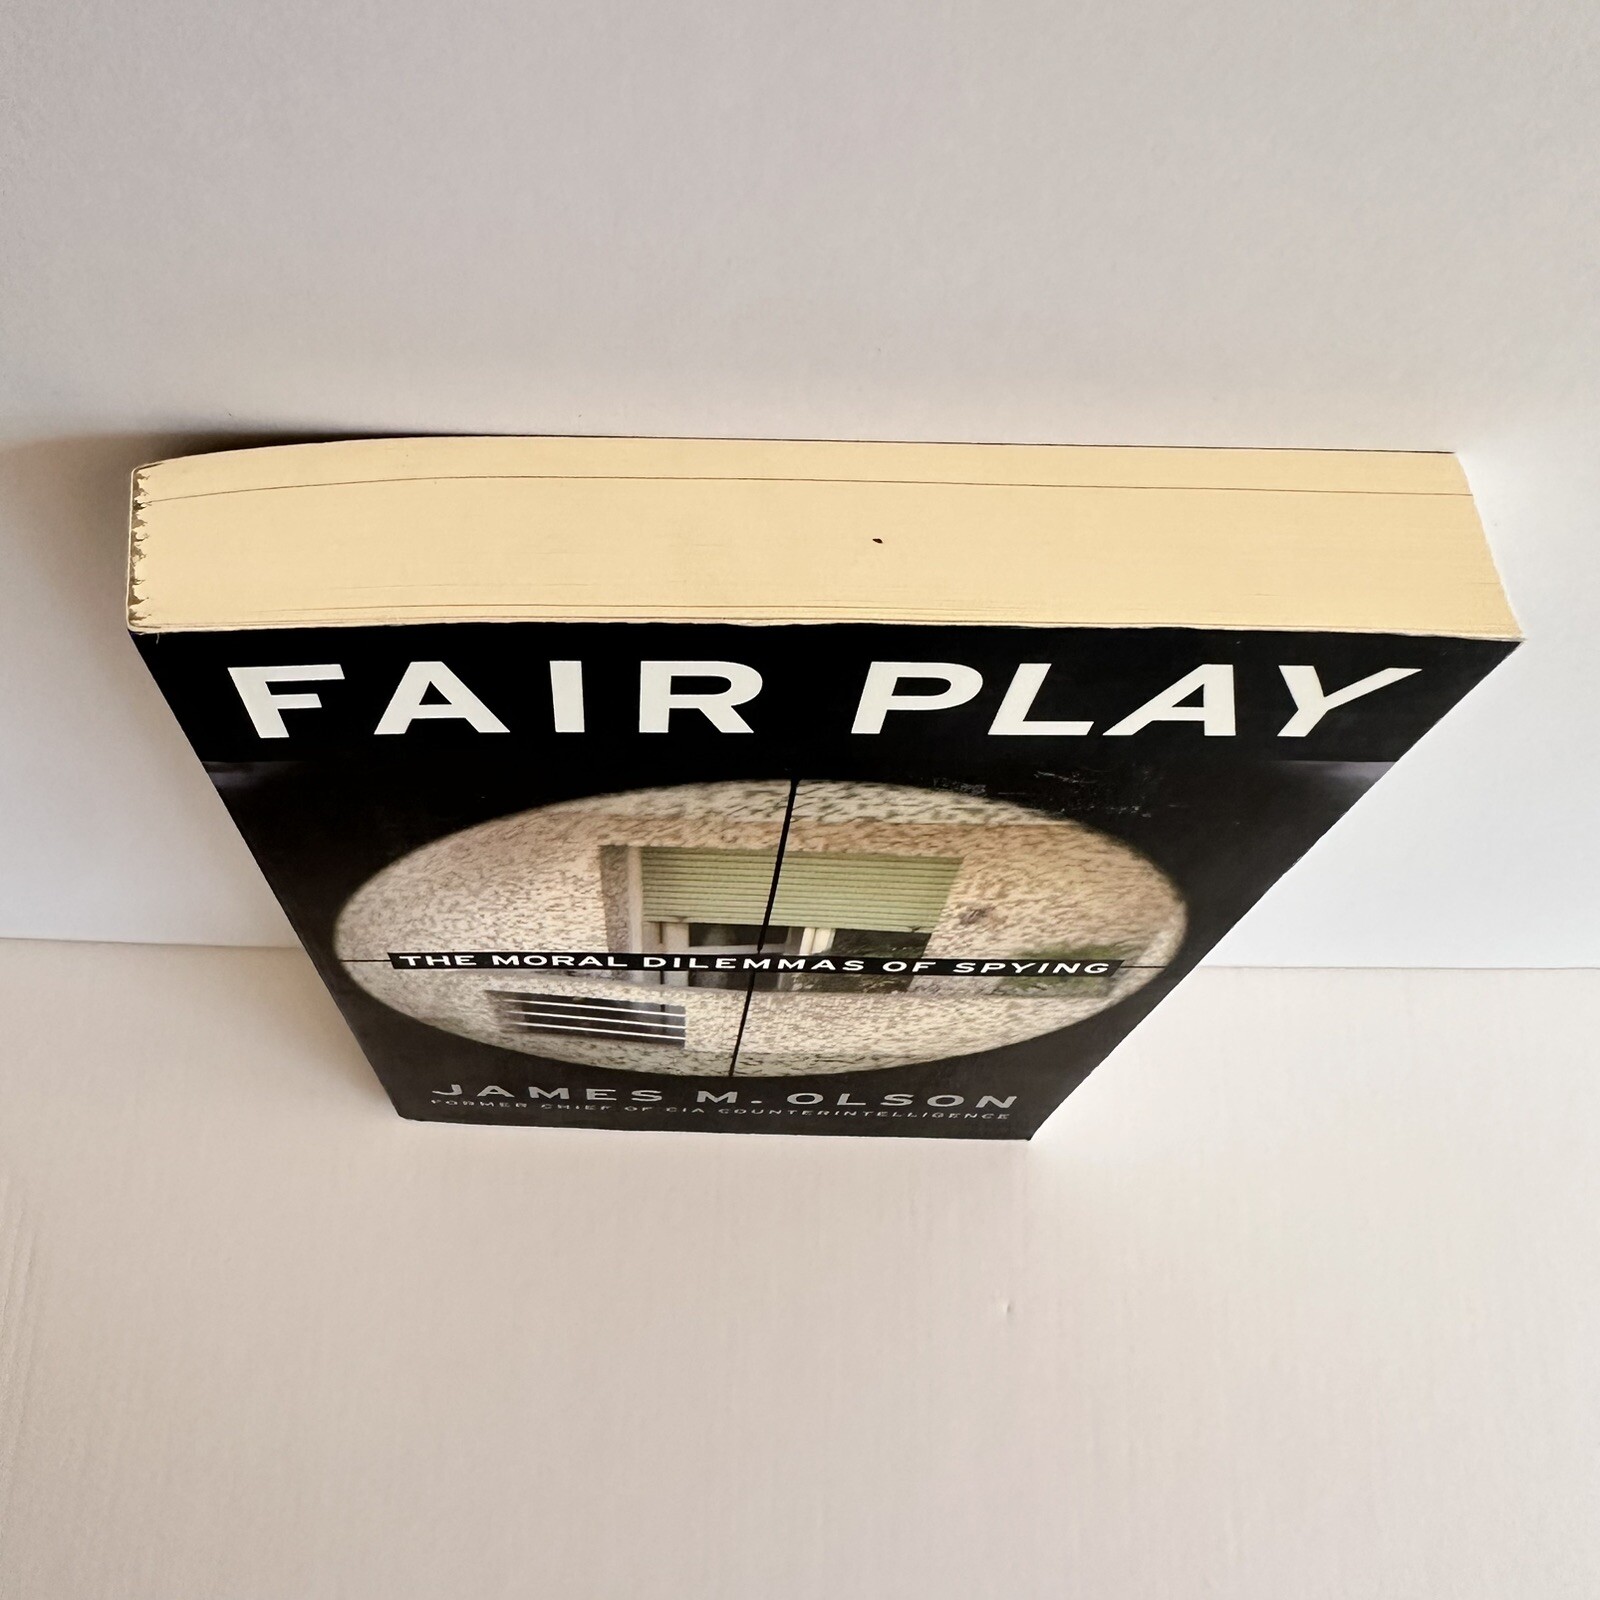 FAIR PLAY
THE MORAL DILEMMAS OF SPYING
JAMES M. OLSON
FORMER CHIEF OF CIA COUNTERINTELLIGENCE